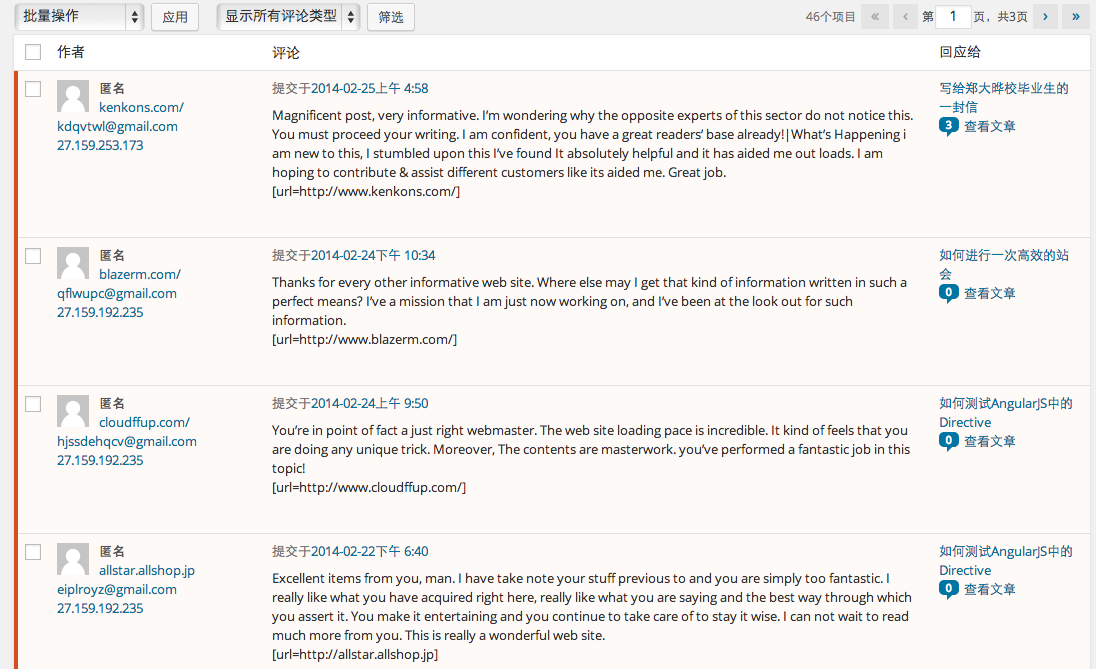 批量操作 应用 显示所有评论类型 筛选 46个项目 « ‹ 第 1 页，共3页 › »
作者 评论 回应给
匿名
kenkons.com/
kdqvtwl@gmail.com
27.159.253.173
提交于2014-02-25上午 4:58
Magnificent post, very informative. I’m wondering why the opposite experts of this sector do not notice this.
You must proceed your writing. I am confident, you have a great readers’ base already!|What’s Happening i
am new to this, I stumbled upon this I’ve found It absolutely helpful and it has aided me out loads. I am
hoping to contribute & assist different customers like its aided me. Great job.
[url=http://www.kenkons.com/]
写给郑大晔校毕业生的
一封信
3 查看文章
匿名
blazerm.com/
qflwupc@gmail.com
27.159.192.235
提交于2014-02-24下午 10:34
Thanks for every other informative web site. Where else may I get that kind of information written in such a
perfect means? I’ve a mission that I am just now working on, and I’ve been at the look out for such
information.
[url=http://www.blazerm.com/]
如何进行一次高效的站
会
0 查看文章
匿名
cloudffup.com/
hjssdehqcv@gmail.com
27.159.192.235
提交于2014-02-24上午 9:50
You’re in point of fact a just right webmaster. The web site loading pace is incredible. It kind of feels that you
are doing any unique trick. Moreover, The contents are masterwork. you’ve performed a fantastic job in this
topic!
[url=http://www.cloudffup.com/]
如何测试AngularJS中的
Directive
0 查看文章
匿名
allstar.allshop.jp
eiplroyz@gmail.com
27.159.192.235
提交于2014-02-22下午 6:40
Excellent items from you, man. I have take note your stuff previous to and you are simply too fantastic. I
really like what you have acquired right here, really like what you are saying and the best way through which
you assert it. You make it entertaining and you continue to take care of to stay it wise. I can not wait to read
much more from you. This is really a wonderful web site.
[url=http://allstar.allshop.jp]
如何测试AngularJS中的
Directive
0 查看文章